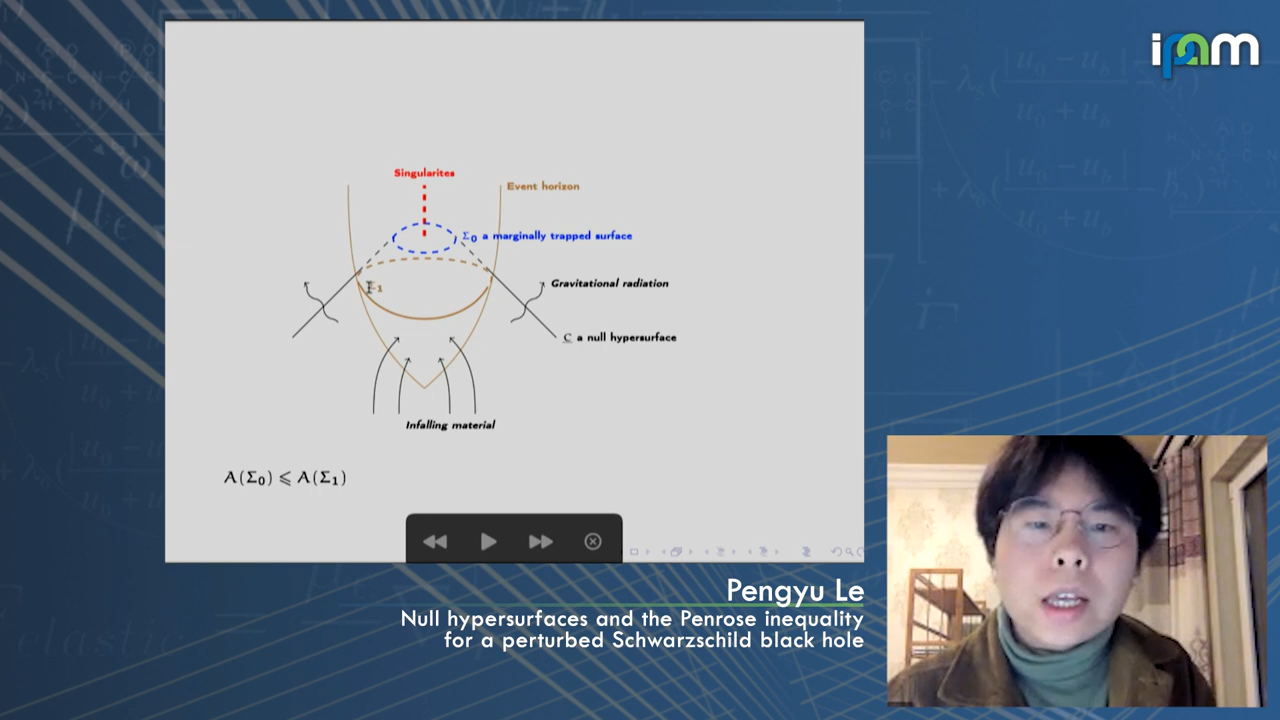 ipam
Singularites
Event horizon
Σ0 a marginally trapped surface
Gravitational radiation
C a null hypersurface
Infalling material
A(Σ0) ⩽ A(Σ1)
Pengyu Le
Null hypersurfaces and the Penrose inequality
for a perturbed Schwarzschild black hole